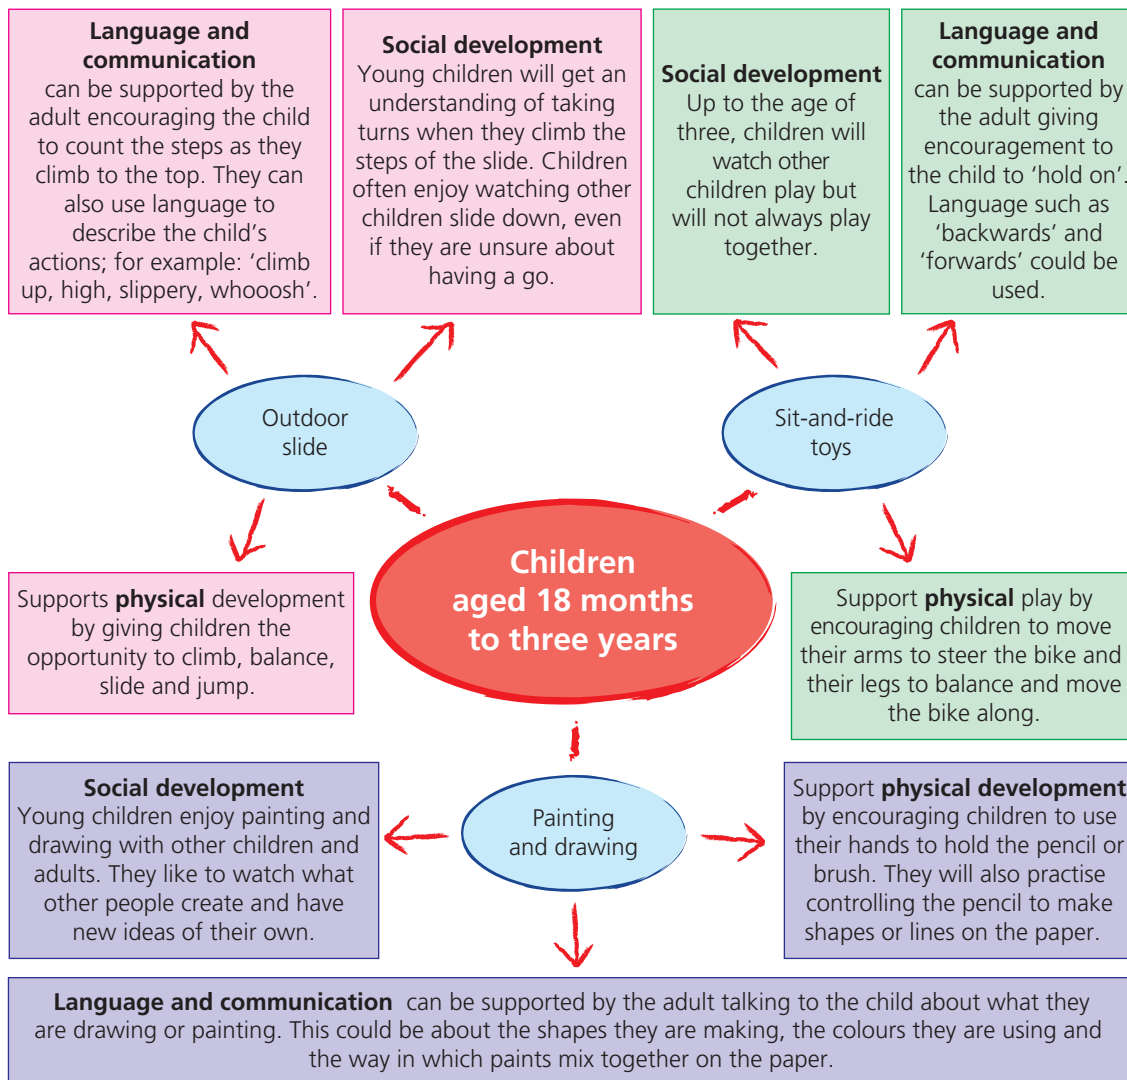 Language and
communication
can be supported by the
adult encouraging the child
to count the steps as they
climb to the top. They can
also use language to
describe the child’s
actions; for example: ‘climb
up, high, slippery, whooosh’.
Social development
Young children will get an
understanding of taking
turns when they climb the
steps of the slide. Children
often enjoy watching other
children slide down, even
if they are unsure about
having a go.
Social development
Up to the age of
three, children will
watch other
children play but
will not always play
together.
Language and
communication
can be supported by
the adult giving
encouragement to
the child to ‘hold on’.
Language such as
‘backwards’ and
‘forwards’ could be
used.
Outdoor
slide
Sit-and-ride
toys
Children
aged 18 months
to three years
Supports physical development
by giving children the
opportunity to climb, balance,
slide and jump.
Support physical play by
encouraging children to move
their arms to steer the bike and
their legs to balance and move
the bike along.
Social development
Young children enjoy painting and
drawing with other children and
adults. They like to watch what
other people create and have
new ideas of their own.
Painting
and drawing
Support physical development
by encouraging children to use
their hands to hold the pencil or
brush. They will also practise
controlling the pencil to make
shapes or lines on the paper.
Language and communication can be supported by the adult talking to the child about what they
are drawing or painting. This could be about the shapes they are making, the colours they are using and
the way in which paints mix together on the paper.